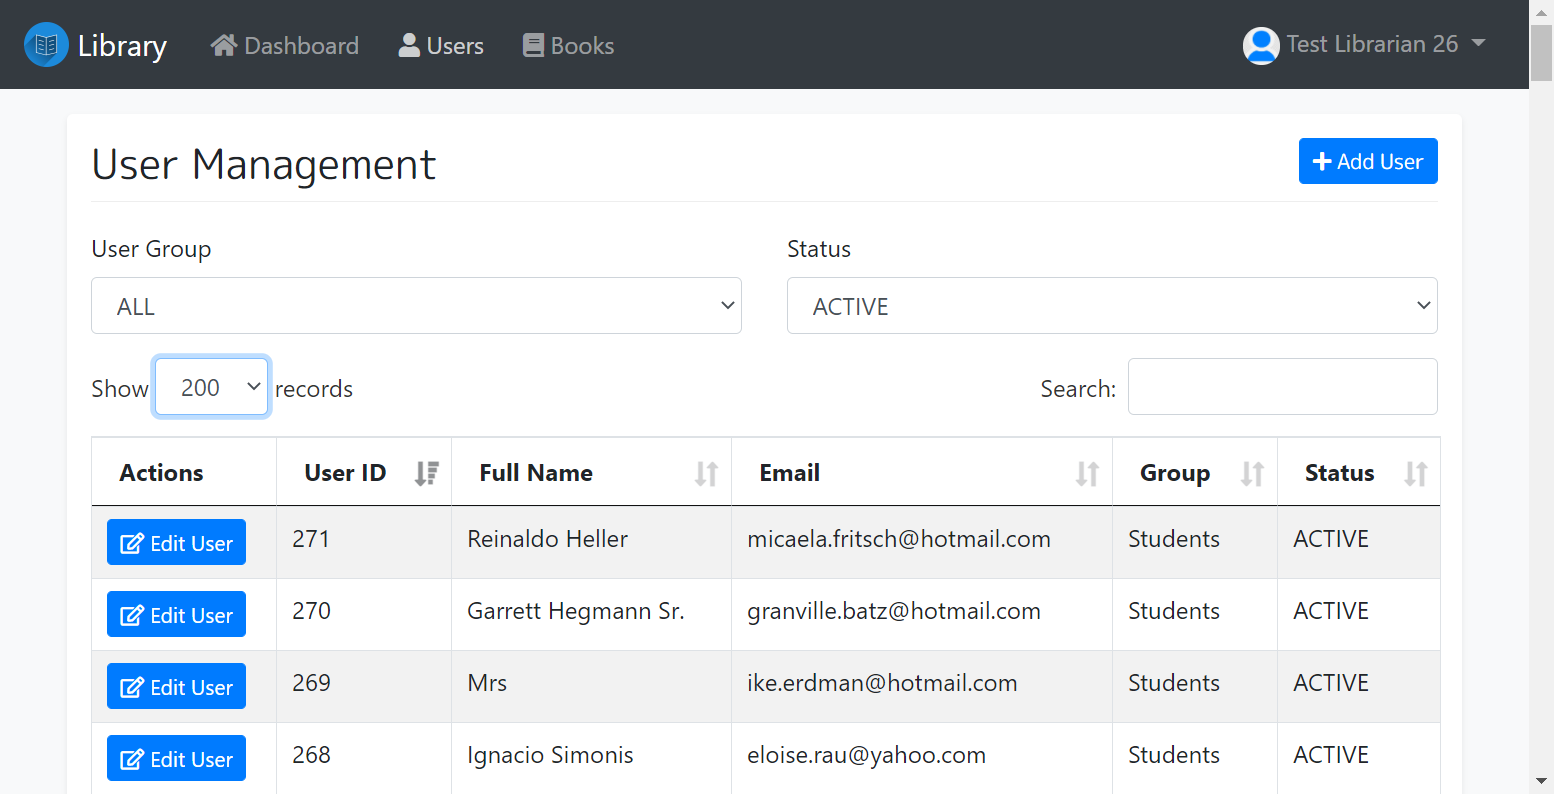 Library Dashboard Users Books Test Librarian 26
User Management Add User
User Group Status
ALL ACTIVE
Show 200 records Search:
Actions User ID Full Name Email Group Status
Edit User 271 Reinaldo Heller micaela.fritsch@hotmail.com Students ACTIVE
Edit User 270 Garrett Hegmann Sr. granville.batz@hotmail.com Students ACTIVE
Edit User 269 Mrs ike.erdman@hotmail.com Students ACTIVE
Edit User 268 Ignacio Simonis eloise.rau@yahoo.com Students ACTIVE